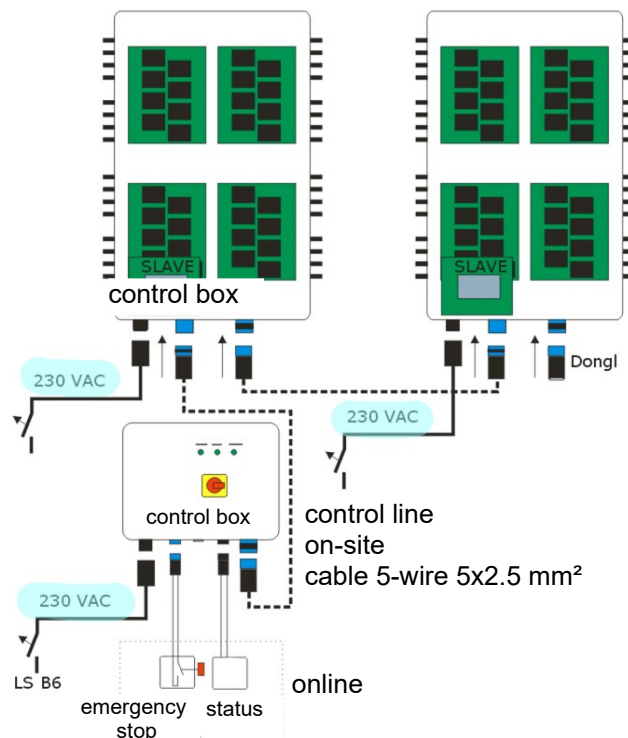 SLAVE
control box
SLAVE
Dongl
230 VAC
230 VAC
control box
control line
on-site
cable 5-wire 5x2.5 mm²
230 VAC
LS B6
emergency
stop
status
online